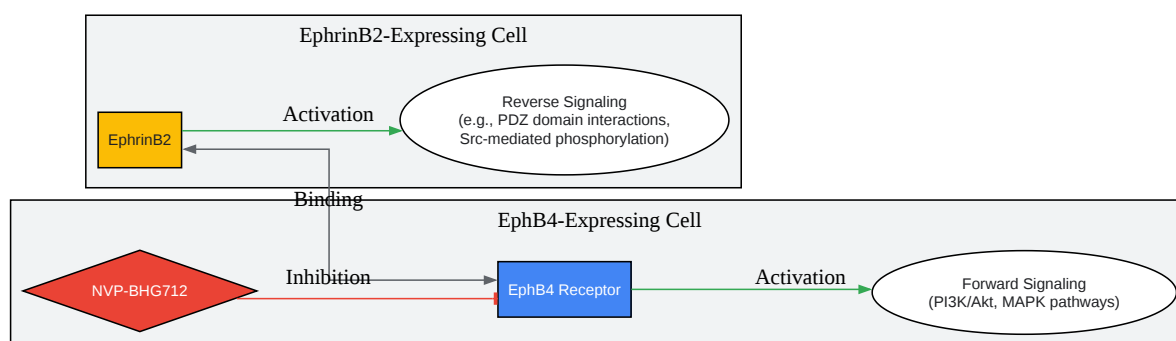 EphrinB2-Expressing Cell
Activation
Reverse Signaling
(e.g., PDZ domain interactions,
Src-mediated phosphorylation)
EphrinB2
Binding
EphB4-Expressing Cell
NVP-BHG712
Inhibition
EphB4 Receptor
Activation
Forward Signaling
(PI3K/Akt, MAPK pathways)